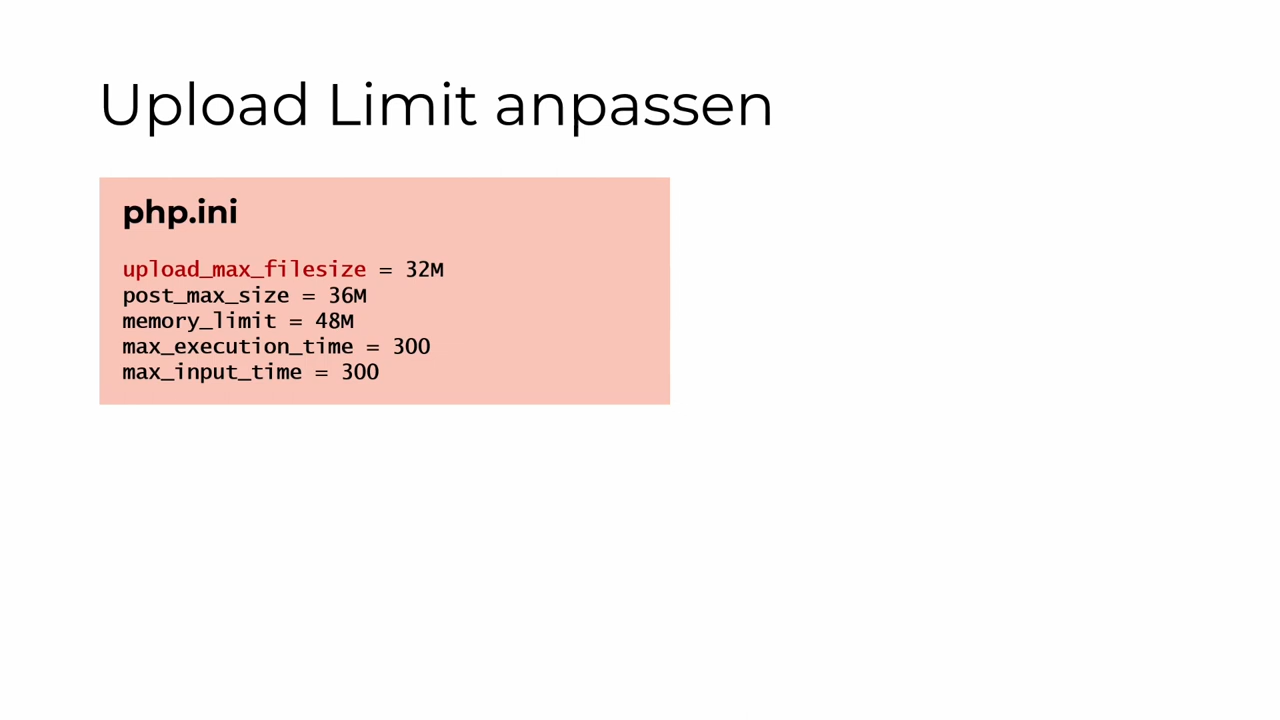 Upload Limit anpassen
php.ini
upload_max_filesize = 32M
post_max_size = 36M
memory_limit = 48M
max_execution_time = 300
max_input_time = 300